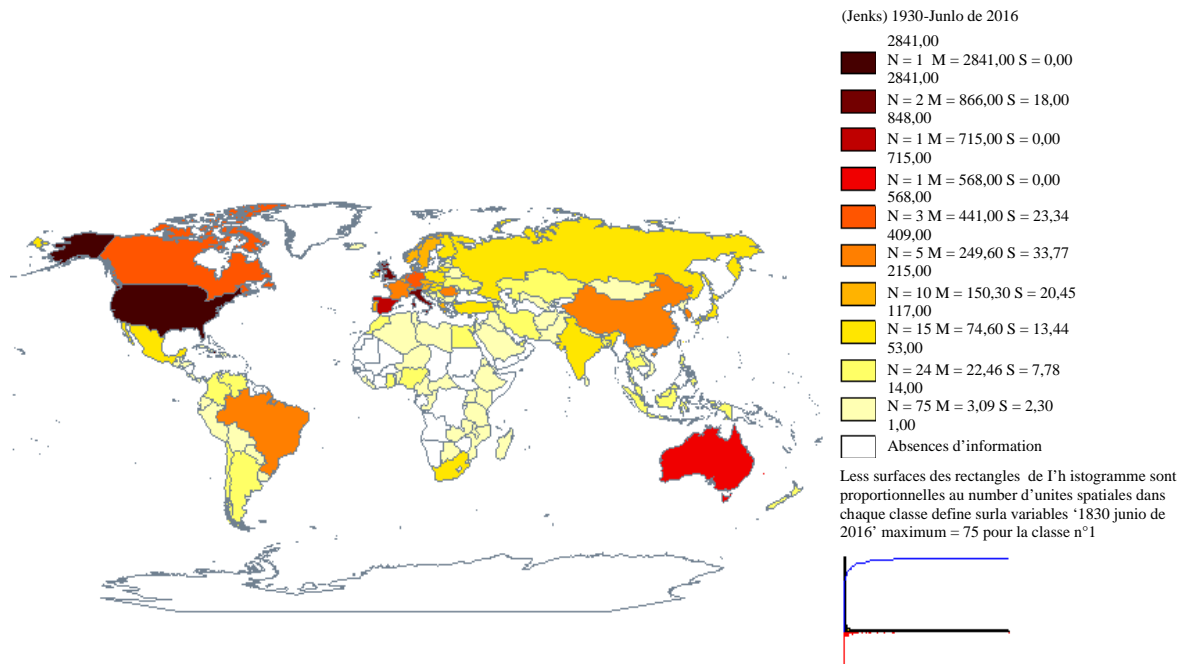 (Jenks) 1930-Junlo de 2016
2841,00
N = 1 M = 2841,00 S = 0,00
2841,00
N = 2 M = 866,00 S = 18,00
848,00
N = 1 M = 715,00 S = 0,00
715,00
N = 1 M = 568,00 S = 0,00
568,00
N = 3 M = 441,00 S = 23,34
409,00
N = 5 M = 249,60 S = 33,77
215,00
N = 10 M = 150,30 S = 20,45
117,00
N = 15 M = 74,60 S = 13,44
53,00
N = 24 M = 22,46 S = 7,78
14,00
N = 75 M = 3,09 S = 2,30
1,00
Absences d’information
Less surfaces des rectangles de I’h istogramme sont
proportionnelles au number d’unites spatiales dans
chaque classe define surla variables ‘1830 junio de
2016’ maximum = 75 pour la classe n°1